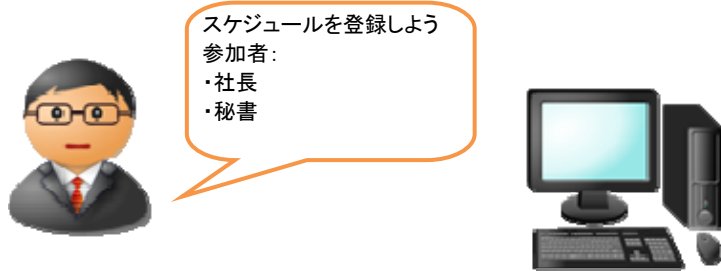 スケジュールを登録しよう
参加者：
・社長
・秘書